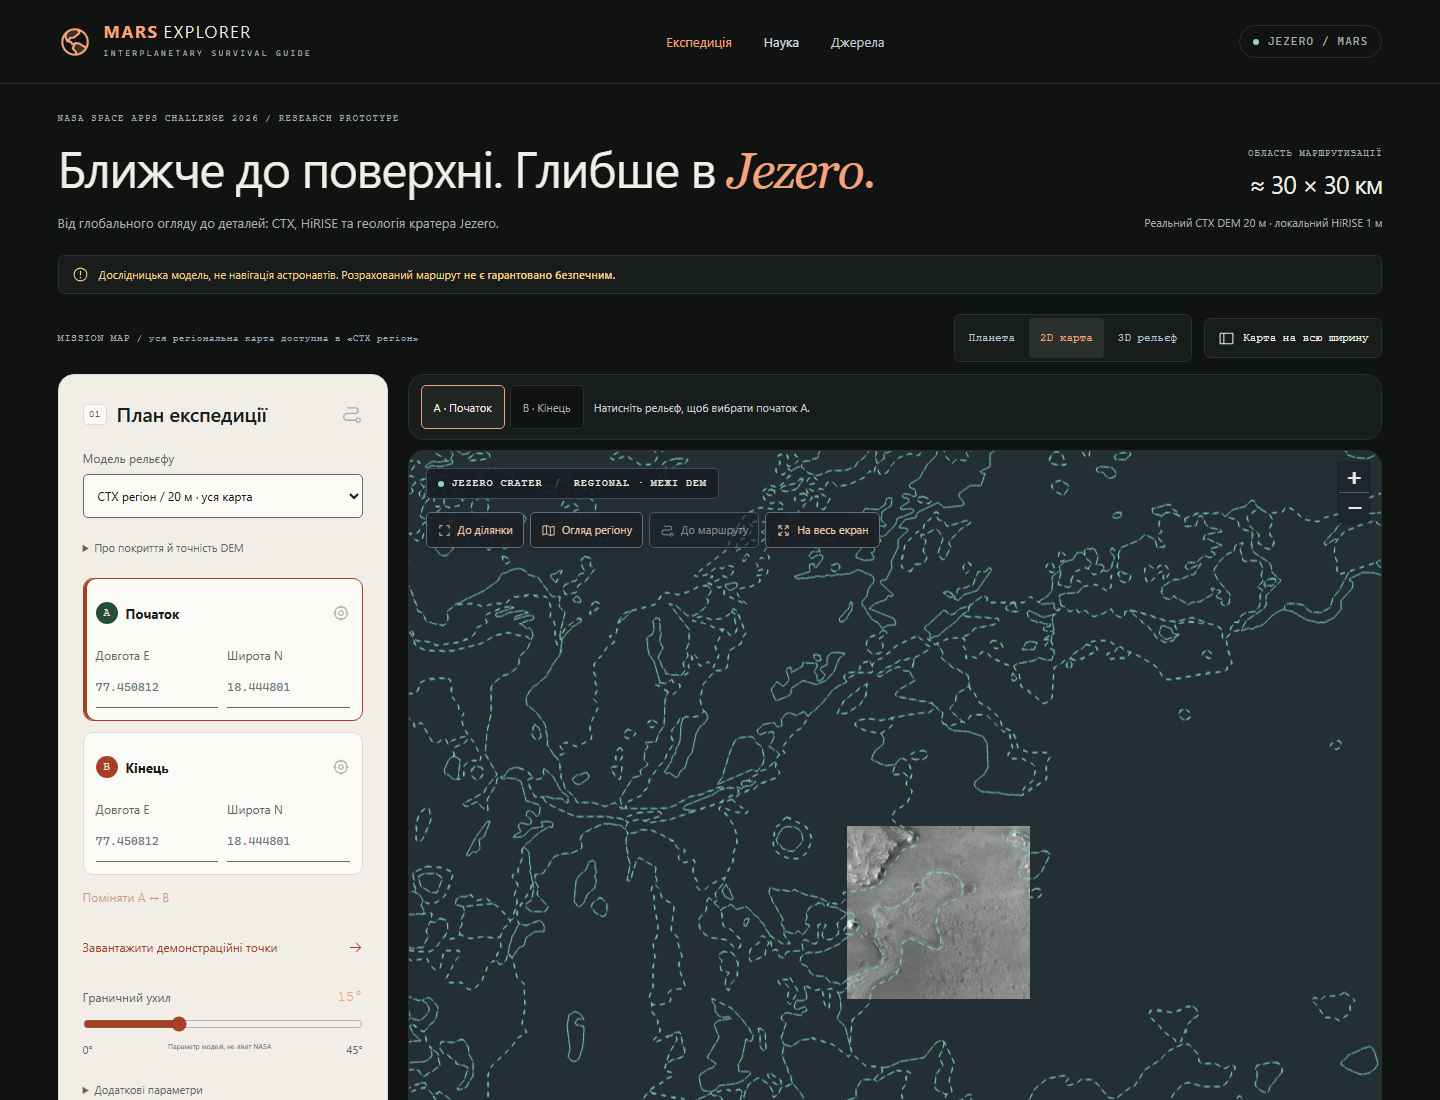 MARS EXPLORER
INTERPLANETARY SURVIVAL GUIDE
Експедиція
Наука
Джерела
JEZERO / MARS
NASA SPACE APPS CHALLENGE 2026 / RESEARCH PROTOTYPE
Ближче до поверхні. Глибше в Jezero.
Від глобального огляду до деталей: CTX, HiRISE та геологія кратера Jezero.
ОБЛАСТЬ МАРШРУТИЗАЦІЇ
≈ 30 × 30 км
Реальний CTX DEM 20 м · локальний HiRISE 1 м
Дослідницька модель, не навігація астронавтів. Розрахований маршрут не є гарантовано безпечним.
MISSION MAP / уся регіональна карта доступна в «CTX регіон»
Планета
2D карта
3D рельєф
Карта на всю ширину
01
План експедиції
Модель рельєфу
CTX регіон / 20 м · уся карта
Про покриття й точність DEM
A
Початок
Довгота E
Широта N
77.450812
18.444801
B
Кінець
Довгота E
Широта N
77.450812
18.444801
Поміняти A ↔ B
Завантажити демонстраційні точки →
Граничний ухил
15°
0°
Параметр моделі, не ліміт NASA
45°
Додаткові параметри
A · Початок
B · Кінець
Натисніть рельєф, щоб вибрати початок A.
JEZERO CRATER / REGIONAL · МЕЖІ DEM
До ділянки
Огляд регіону
До маршруту
На весь екран
+
−